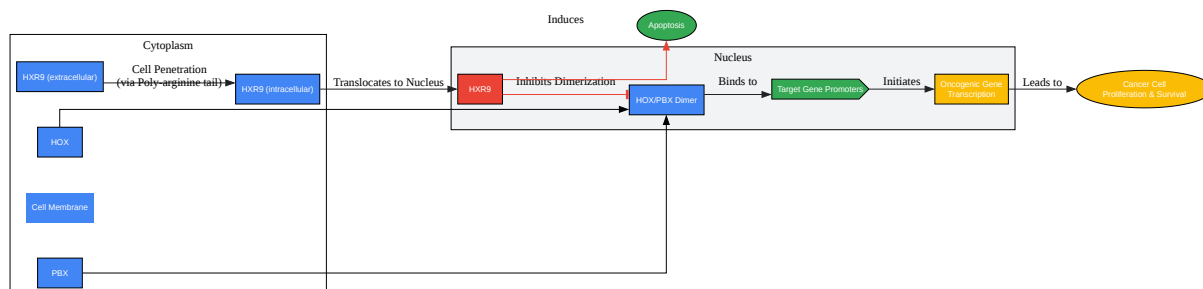 Induces
Apoptosis
Cytoplasm
Nucleus
HXR9 (extracellular)
Cell Penetration
(via Poly-arginine tail)
HXR9 (intracellular)
Translocates to Nucleus
HXR9
Inhibits Dimerization
HOX/PBX Dimer
Binds to
Target Gene Promoters
Initiates
Oncogenic Gene
Transcription
Leads to
Cancer Cell
Proliferation & Survival
HOX
Cell Membrane
PBX